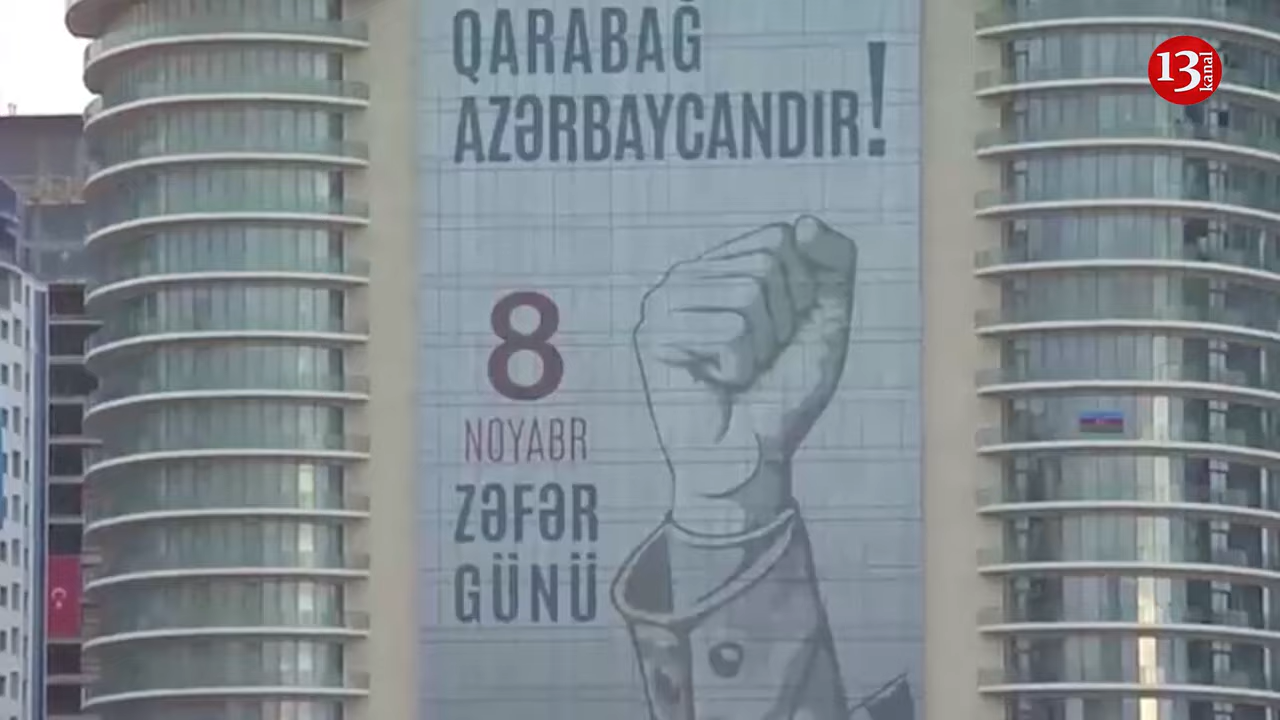 QARABAĞ
AZƏRBAYCANDIR!
8
NOYABR
ZƏFƏR
GÜNÜ
13
kanal